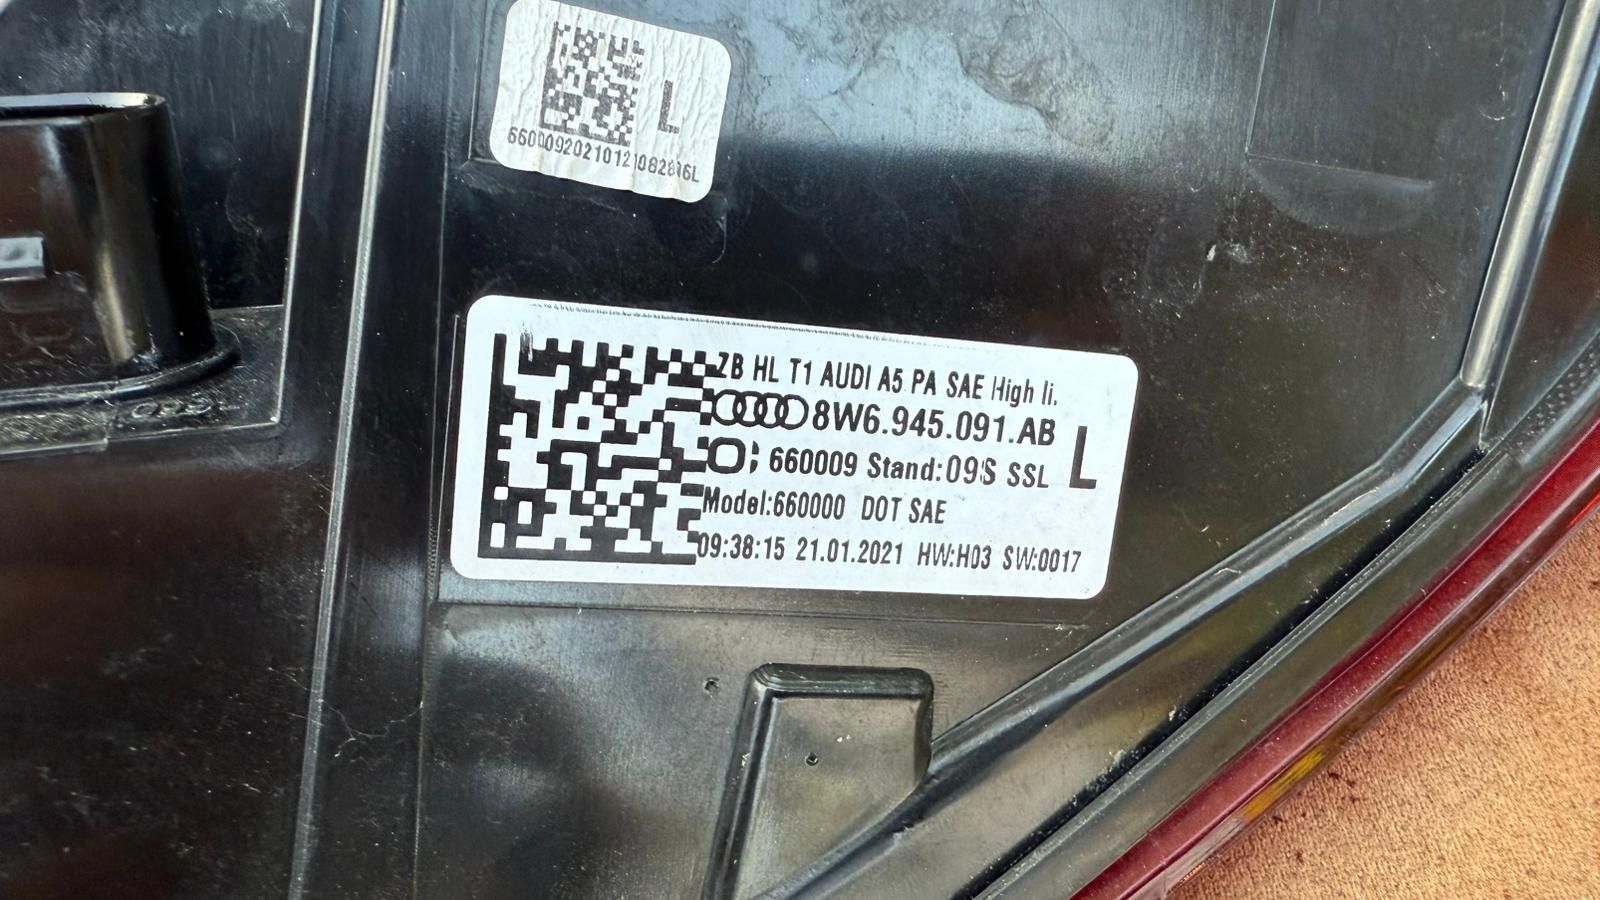 L
ZB HL T1 AUDI A5 PA SAE High li.
8W6.945.091.AB
660009 Stand:09S SSL L
Model:660000 DOT SAE
09:38:15 21.01.2021 HW:H03 SW:0017